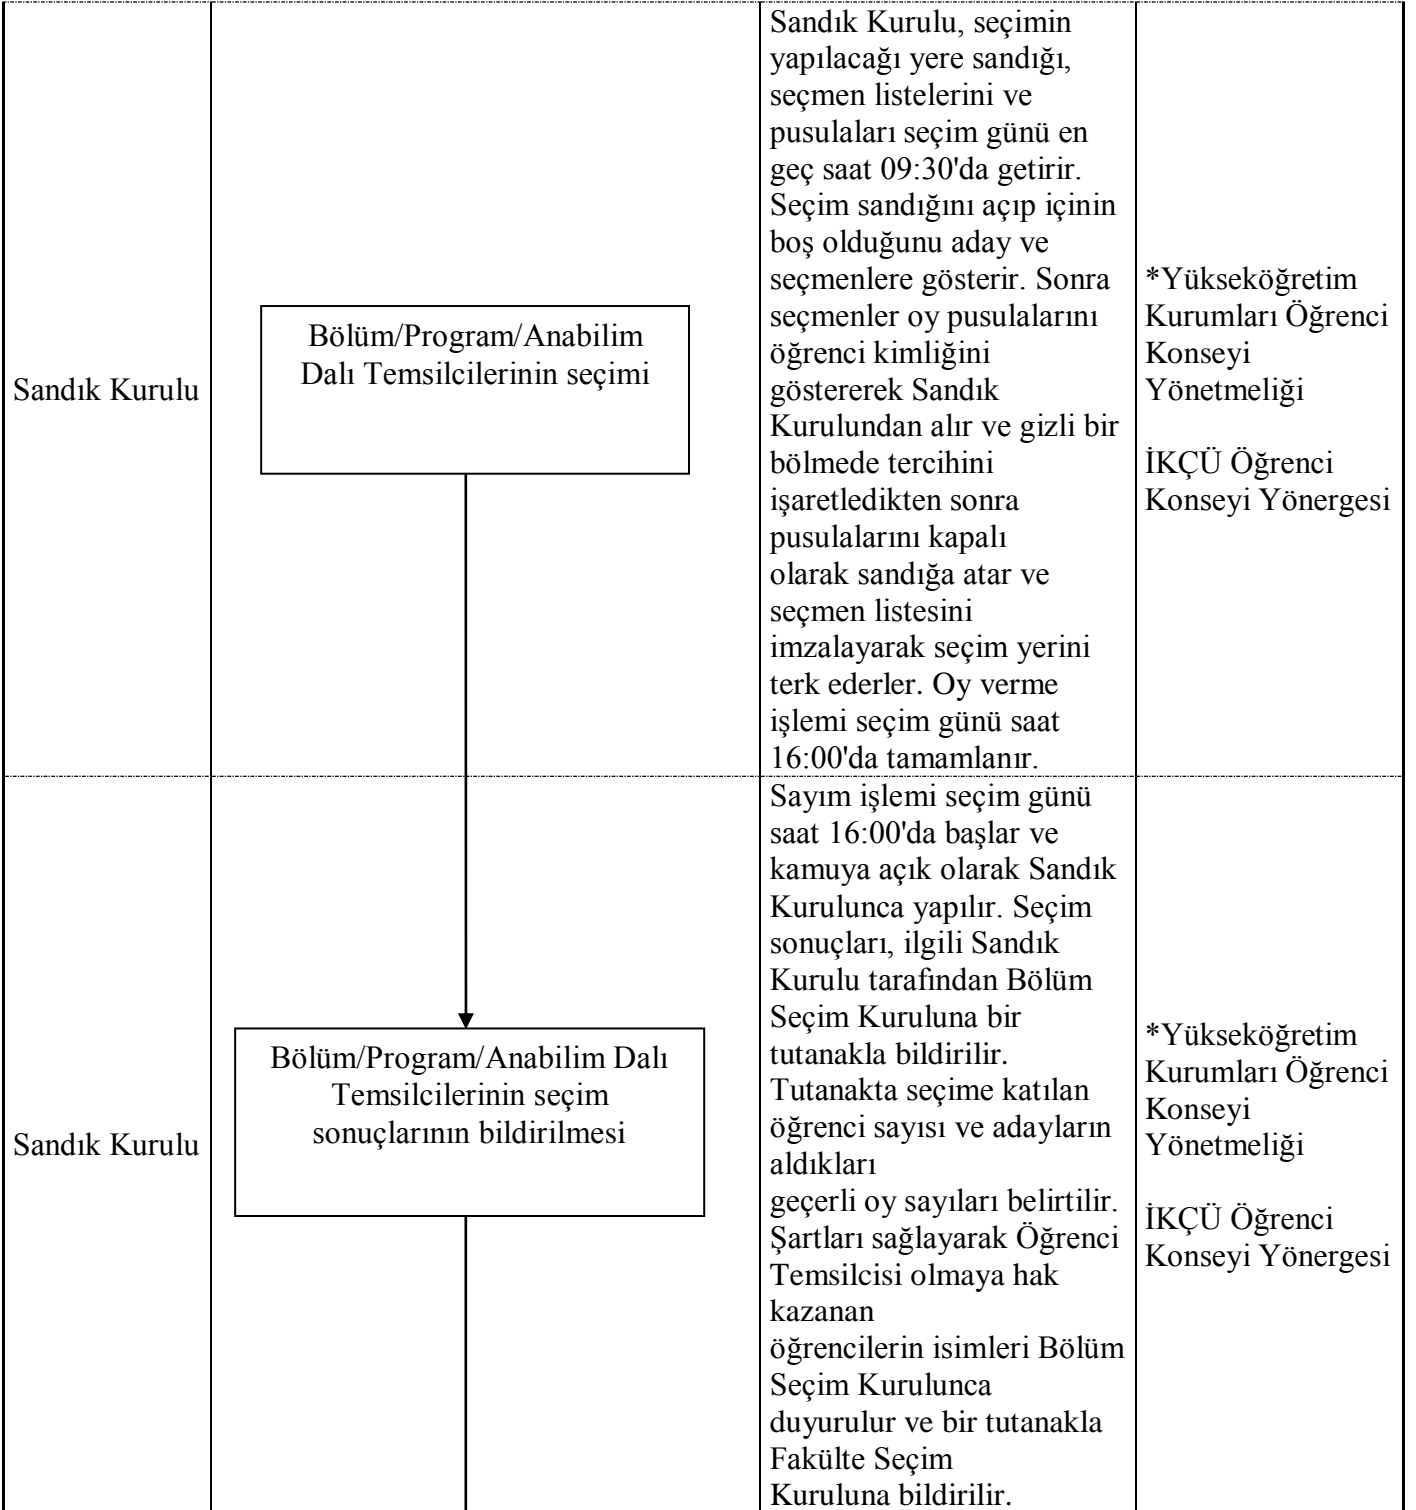 Sandık Kurulu
Bölüm/Program/Anabilim
Dalı Temsilcilerinin seçimi
Sandık Kurulu, seçimin
yapılacağı yere sandığı,
seçmen listelerini ve
pusulaları seçim günü en
geç saat 09:30'da getirir.
Seçim sandığını açıp içinin
boş olduğunu aday ve
seçmenlere gösterir. Sonra
seçmenler oy pusulalarını
öğrenci kimliğini
göstererek Sandık
Kurulundan alır ve gizli bir
bölmede tercihini
işaretledikten sonra
pusulalarını kapalı
olarak sandığa atar ve
seçmen listesini
imzalayarak seçim yerini
terk ederler. Oy verme
işlemi seçim günü saat
16:00'da tamamlanır.
*Yükseköğretim
Kurumları Öğrenci
Konseyi
Yönetmeliği
İKÇÜ Öğrenci
Konseyi Yönergesi
Sandık Kurulu
Bölüm/Program/Anabilim Dalı
Temsilcilerinin seçim
sonuçlarının bildirilmesi
Sayım işlemi seçim günü
saat 16:00'da başlar ve
kamuya açık olarak Sandık
Kurulunca yapılır. Seçim
sonuçları, ilgili Sandık
Kurulu tarafından Bölüm
Seçim Kuruluna bir
tutanakla bildirilir.
Tutanakta seçime katılan
öğrenci sayısı ve adayların
aldıkları
geçerli oy sayıları belirtilir.
Şartları sağlayarak Öğrenci
Temsilcisi olmaya hak
kazanan
öğrencilerin isimleri Bölüm
Seçim Kurulunca
duyurulur ve bir tutanakla
Fakülte Seçim
Kuruluna bildirilir.
*Yükseköğretim
Kurumları Öğrenci
Konseyi
Yönetmeliği
İKÇÜ Öğrenci
Konseyi Yönergesi